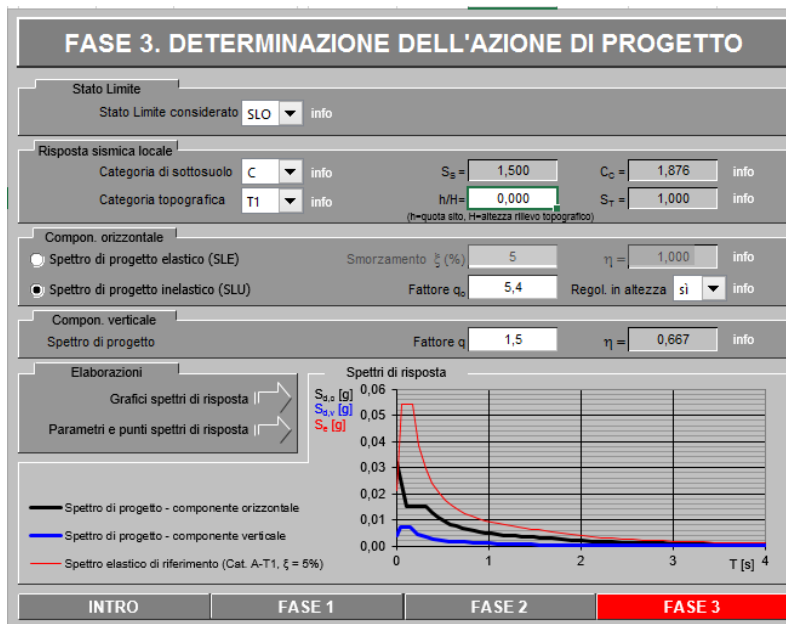 FASE 3. DETERMINAZIONE DELL'AZIONE DI PROGETTO
Stato Limite
Stato Limite considerato SLO info
Risposta sismica locale
Categoria di sottosuolo C info SS = 1,500 CC = 1,876 info
Categoria topografica T1 info h/H= 0,000 ST = 1,000 info
(h=quota sito, H=altezza rilievo topografico)
Compon. orizzontale
Spettro di progetto elastico (SLE) Smorzamento ξ (%) 5 η = 1,000 info
Spettro di progetto inelastico (SLU) Fattore qo 5,4 Regol. in altezza sì info
Compon. verticale
Spettro di progetto Fattore q 1,5 η = 0,667 info
Elaborazioni
Grafici spettri di risposta
Parametri e punti spettri di risposta
Spettri di risposta
Sd,o [g]
Sd,v [g]
Se [g]
0,06
0,05
0,04
0,03
0,02
0,01
0,00
0 1 2 3 4
T [s]
Spettro di progetto - componente orizzontale
Spettro di progetto - componente verticale
Spettro elastico di riferimento (Cat. A-T1, ξ = 5%)
INTRO FASE 1 FASE 2 FASE 3